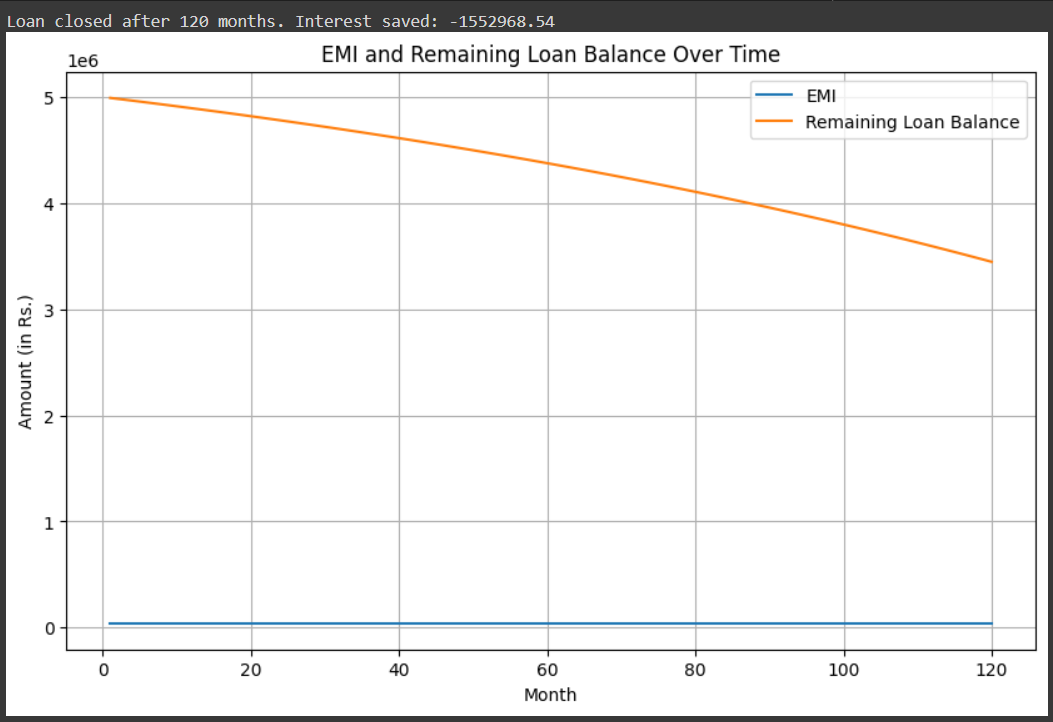 Loan closed after 120 months. Interest saved: -1552968.54
EMI and Remaining Loan Balance Over Time
1e6
EMI
Remaining Loan Balance
5
4
3
2
1
0
Amount (in Rs.)
0 20 40 60 80 100 120
Month